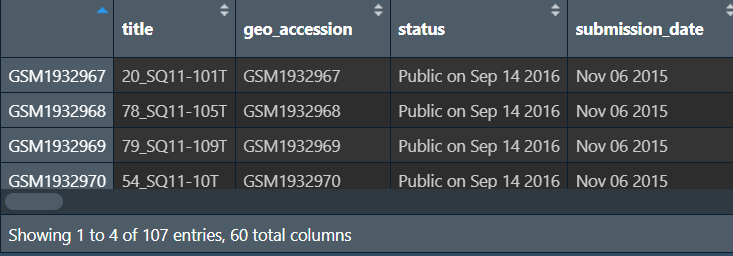 title geo_accession status submission_date
GSM1932967 20_SQ11-101T GSM1932967 Public on Sep 14 2016 Nov 06 2015
GSM1932968 78_SQ11-105T GSM1932968 Public on Sep 14 2016 Nov 06 2015
GSM1932969 79_SQ11-109T GSM1932969 Public on Sep 14 2016 Nov 06 2015
GSM1932970 54_SQ11-10T GSM1932970 Public on Sep 14 2016 Nov 06 2015
Showing 1 to 4 of 107 entries, 60 total columns